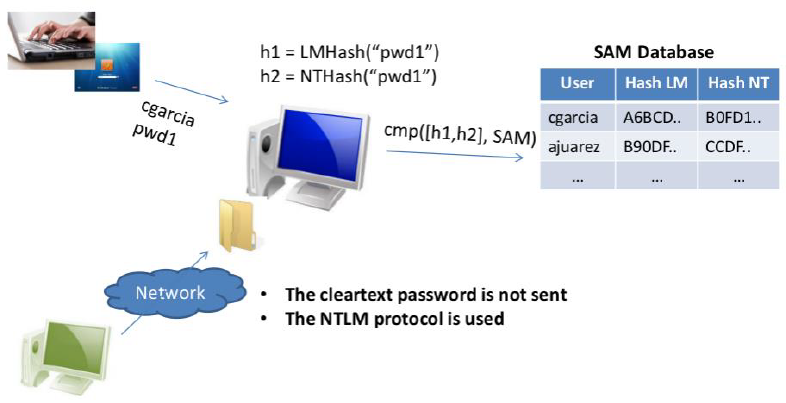 h1 = LMHash(“pwd1”)
h2 = NTHash(“pwd1”)
SAM Database
User Hash LM Hash NT
cgarcia A6BCD.. B0FD1..
ajuarez B90DF.. CCDF..
... ... ...
cgarcia
pwd1
cmp([h1,h2], SAM)
Network
• The cleartext password is not sent
• The NTLM protocol is used